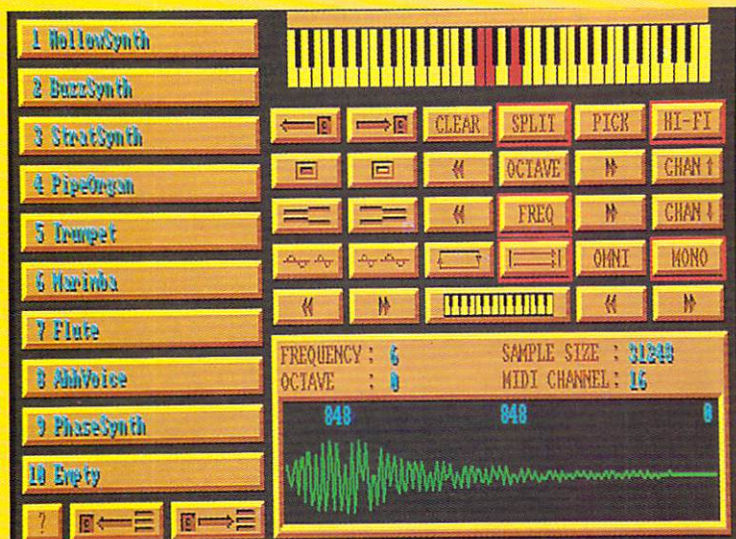 1 HollowSynth
2 BuzzSynth
3 StratSynth
4 PipeOrgan
5 Trumpet
6 Marimba
7 Flute
8 AhhVoice
9 PhaseSynth
10 Empty
?
CLEAR SPLIT PICK HI-FI
OCTAVE CHAN ↑
FREQ CHAN ↓
OMNI MONO
FREQUENCY : 6 SAMPLE SIZE : 31248
OCTAVE : 0 MIDI CHANNEL : 16
848 848 0